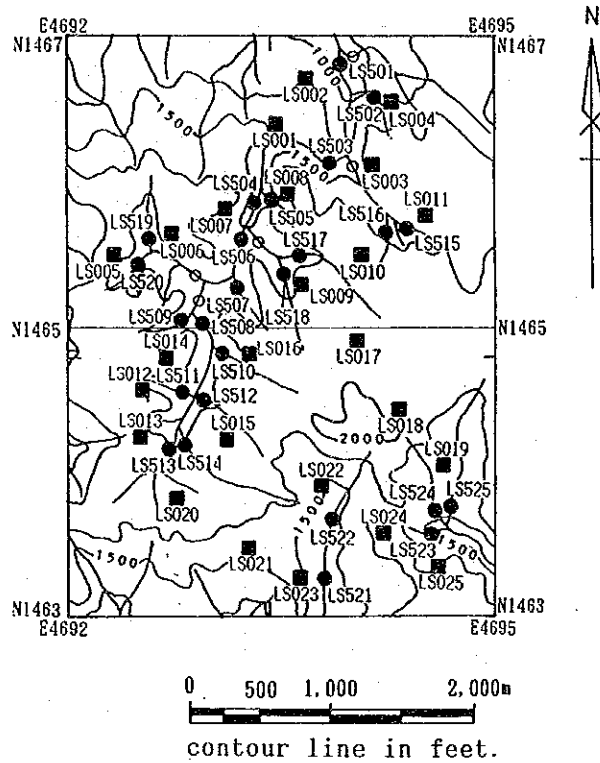 E4692 E4695 N
N1467 N1467
1000
LS501
LS002
LS502 LS004
1500
LS001
LS503
1500
LS003
LS504 LS008
LS011
LS007 LS505
LS519 LS516
LS006 LS506 LS517 LS515
LS005 LS010
LS520
LS009
LS507
LS518
LS509
N1465 LS508 N1465
LS014
LS016 LS017
LS510
LS012 LS511
LS512
LS018
LS013 LS015
2000
LS019
LS514
LS513
LS022
LS524 LS525
LS020 1500
LS024
LS522
LS523
1500
1500
LS021
LS025
LS023 LS521
N1463 N1463
E4692 E4695
0 500 1,000 2,000m
contour line in feet.